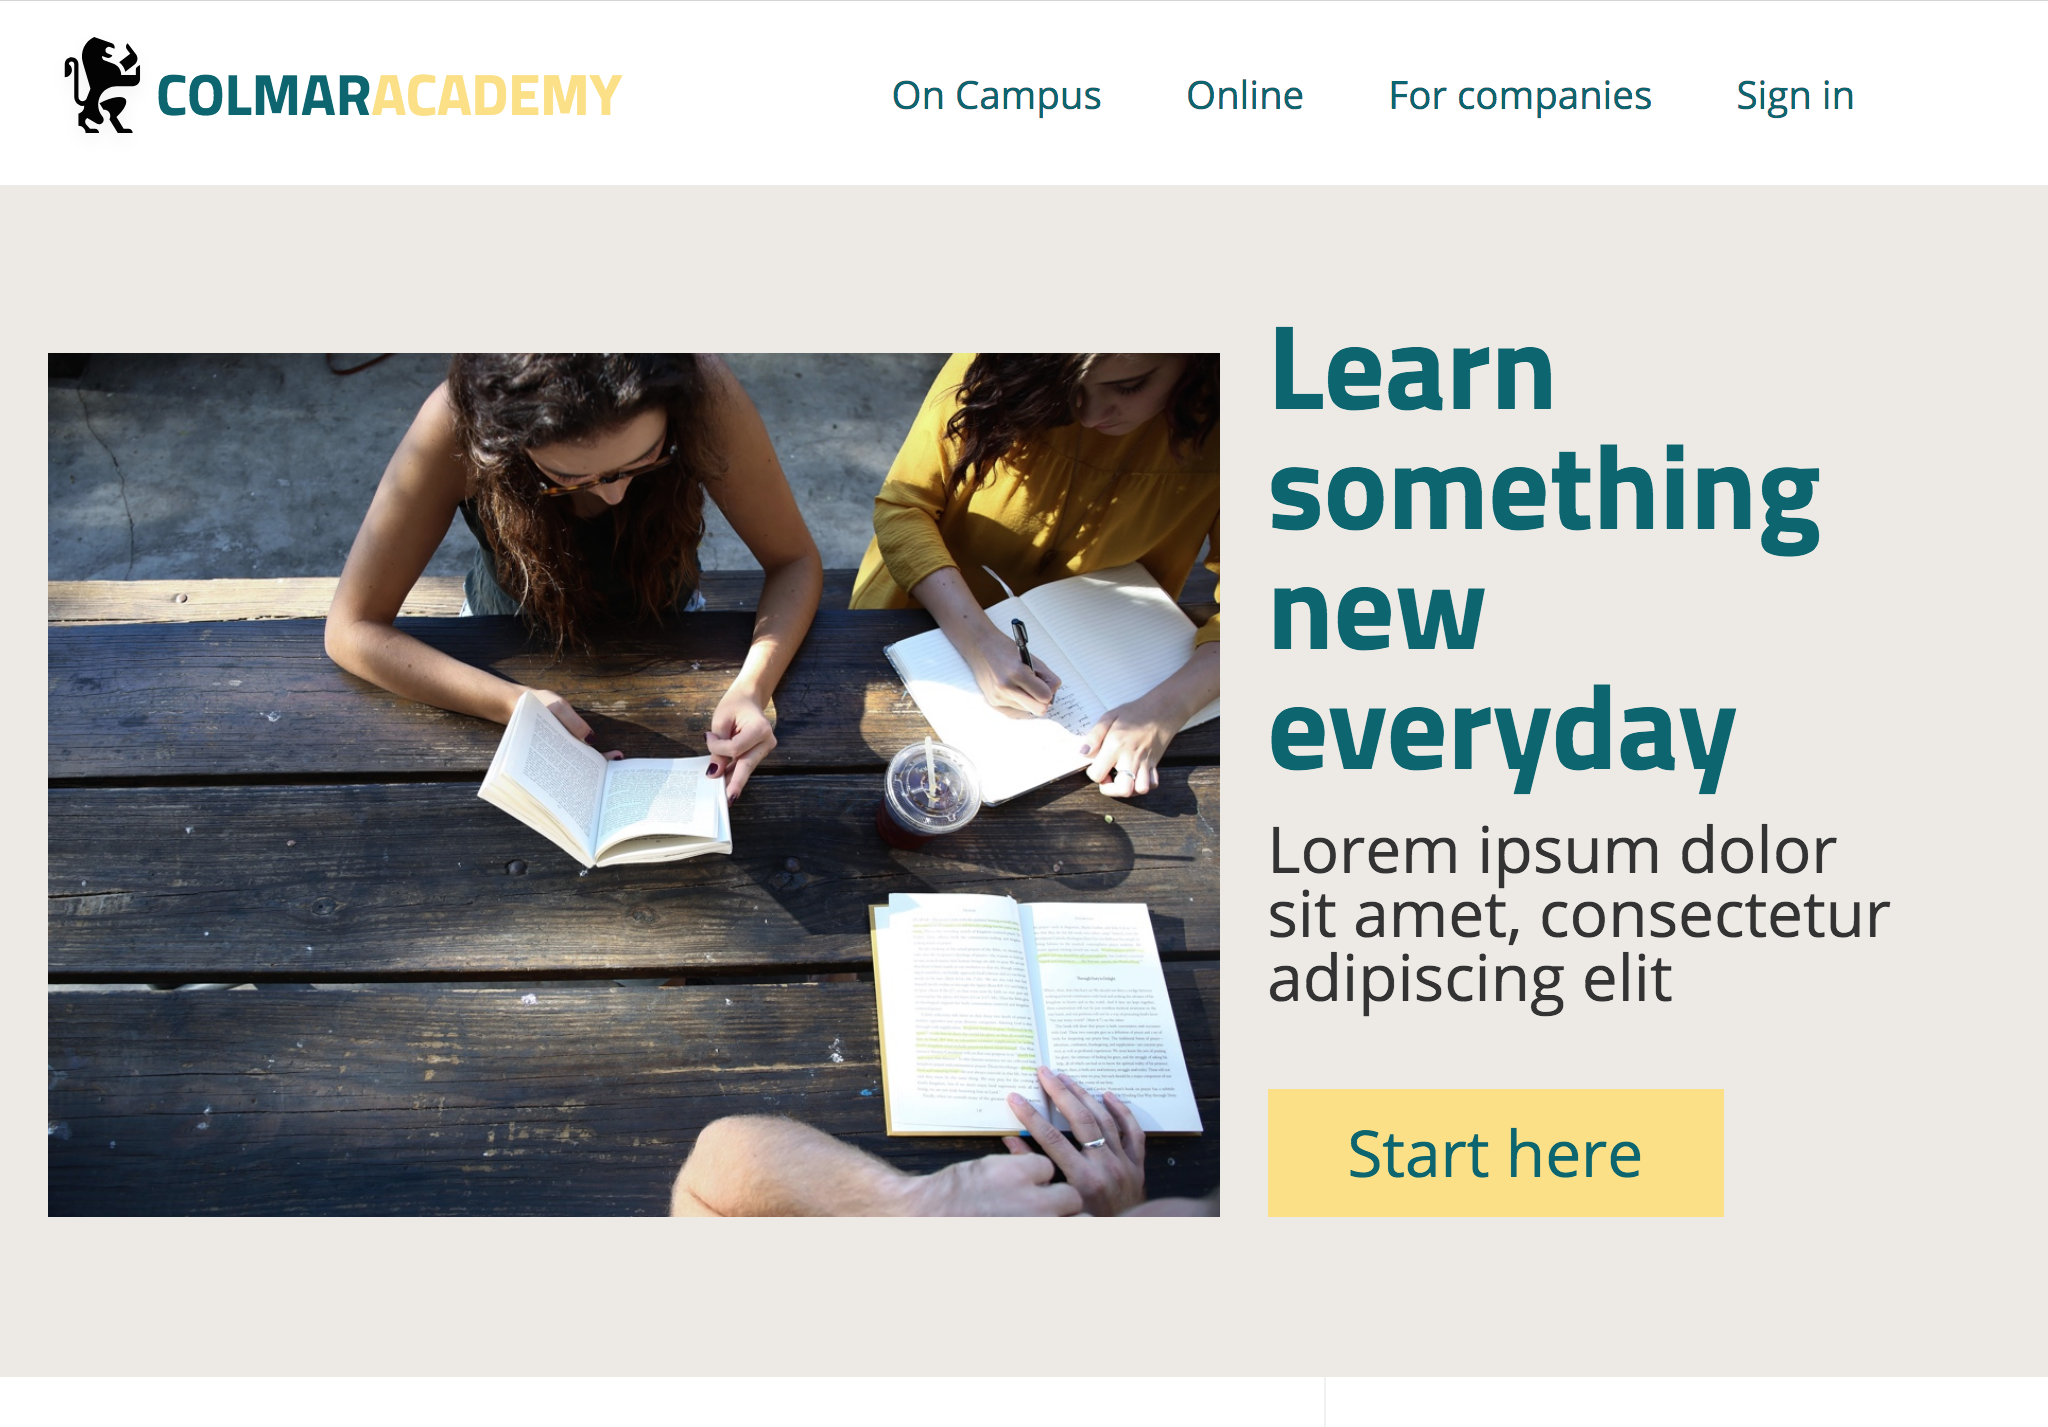 COLMARACADEMY
On Campus
Online
For companies
Sign in
Learn
something
new
everyday
Lorem ipsum dolor
sit amet, consectetur
adipiscing elit
Start here